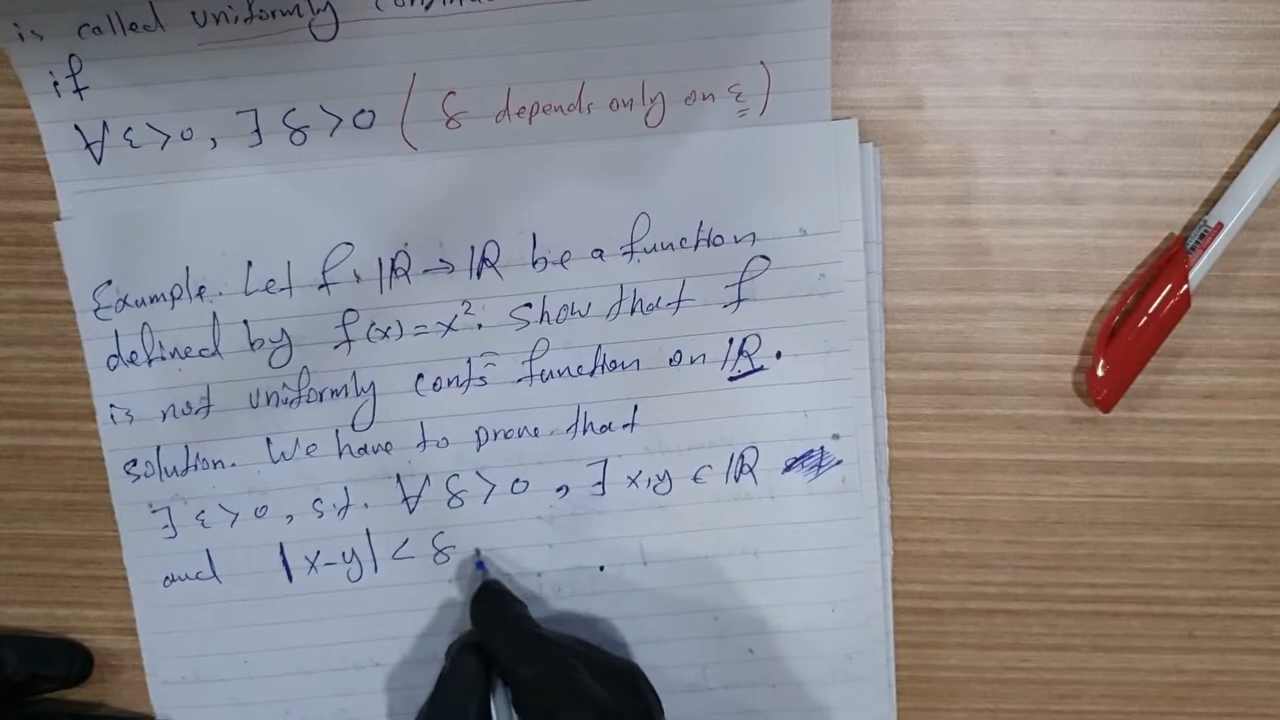 is called uniformly
if
∀ε>0, ∃ δ>0 (δ depends only on ε)
Example. Let f: ℝ→ℝ be a function
defined by f(x)=x². Show that f
is not uniformly conts function on ℝ.
solution. We have to prove that
∃ ε>0, s.t. ∀ δ>0, ∃ x,y ∈ ℝ
and |x-y| < δ